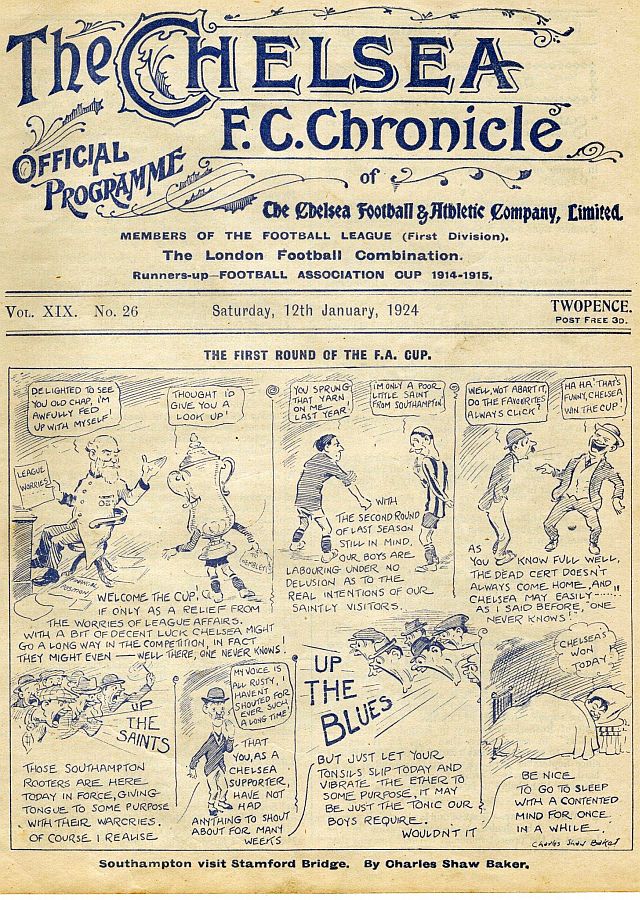 The CHELSEA
F.C. Chronicle
OFFICIAL
PROGRAMME
of
The Chelsea Football & Athletic Company, Limited.
MEMBERS OF THE FOOTBALL LEAGUE (First Division).
The London Football Combination.
Runners-up—FOOTBALL ASSOCIATION CUP 1914-1915.
VOL. XIX. No. 26
Saturday, 12th January, 1924
TWOPENCE.
POST FREE 3D.
THE FIRST ROUND OF THE F.A. CUP.
DELIGHTED TO SEE
YOU OLD CHAP, I'M
AWFULLY FED
UP WITH MYSELF!
THOUGHT I'D
GIVE YOU A
LOOK UP!
LEAGUE
WORRIES
POSITION
TO
WEMBLEY
WELCOME THE CUP,
IF ONLY AS A RELIEF FROM
THE WORRIES OF LEAGUE AFFAIRS.
WITH A BIT OF DECENT LUCK CHELSEA MIGHT
GO A LONG WAY IN THE COMPETITION, IN FACT
THEY MIGHT EVEN — WELL THERE, ONE NEVER KNOWS!
YOU SPRUNG
THAT YARN
ON ME
LAST YEAR!
I'M ONLY A POOR
LITTLE SAINT
FROM SOUTHAMPTON!
WITH
THE SECOND ROUND
OF LAST SEASON
STILL IN MIND,
OUR BOYS ARE
LABOURING UNDER NO
DELUSION AS TO THE
REAL INTENTIONS OF OUR
SAINTLY VISITORS.
WELL, WOT ABART IT,
DO THE FAVOURITES
ALWAYS CLICK?
HA HA! THAT'S
FUNNY, CHELSEA
WIN THE CUP!
AS
YOU KNOW FULL WELL,
THE DEAD CERT DOESN'T
ALWAYS COME HOME, AND
CHELSEA MAY EASILY......
AS I SAID BEFORE, 'ONE
NEVER KNOWS!
UP
THE
SAINTS
THOSE SOUTHAMPTON
ROOTERS ARE HERE
TODAY IN FORCE, GIVING
TONGUE TO SOME PURPOSE
WITH THEIR WARCRIES.
OF COURSE I REALISE
MY VOICE IS
ALL RUSTY, I
HAVEN'T
SHOUTED FOR
EVER SUCH
A LONG TIME!
THAT
YOU, AS A
CHELSEA
SUPPORTER,
HAVE NOT
HAD
ANYTHING TO SHOUT
ABOUT FOR MANY
WEEKS
UP
THE
BLUES
BUT JUST LET YOUR
TONSILS SLIP TODAY AND
VIBRATE THE ETHER TO
SOME PURPOSE, IT MAY
BE JUST THE TONIC OUR
BOYS REQUIRE.
WOULDN'T IT
CHELSEA'S
WON
TODAY
BE NICE
TO GO TO SLEEP
WITH A CONTENTED
MIND FOR ONCE
IN A WHILE.
Charles Shaw Baker
Southampton visit Stamford Bridge. By Charles Shaw Baker.